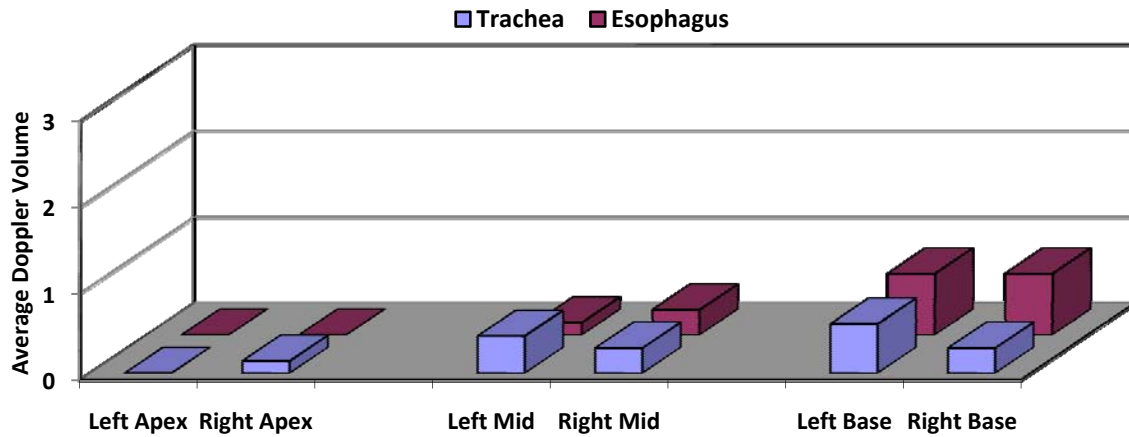 Trachea Esophagus
Average Doppler Volume
3
2
1
0
Left Apex Right Apex Left Mid Right Mid Left Base Right Base